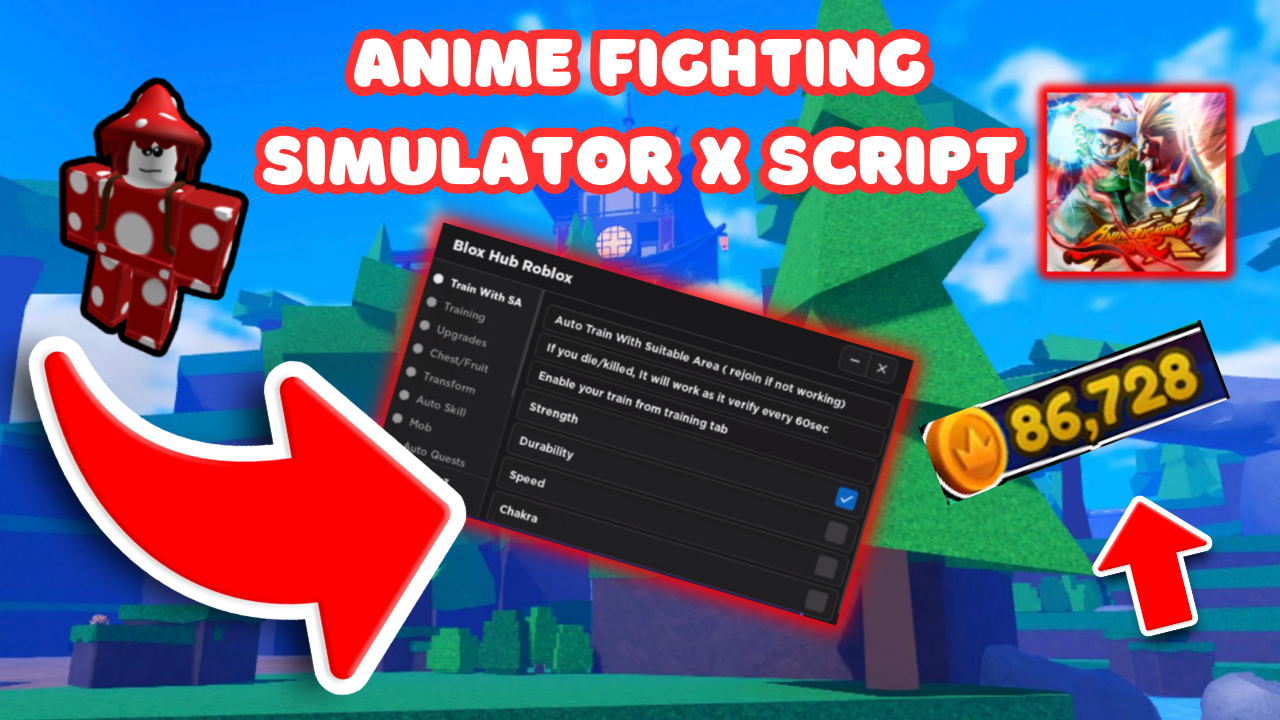 ANIME FIGHTING
SIMULATOR X SCRIPT
Blox Hub Roblox
Train With SA
Training
Upgrades
Chest/Fruit
Transform
Auto Skill
Mob
Auto Quests
Auto Train With Suitable Area ( rejoin if not working)
If you die/killed, It will work as it verify every 60sec
Enable your train from training tab
Strength
Durability
Speed
Chakra
86,728